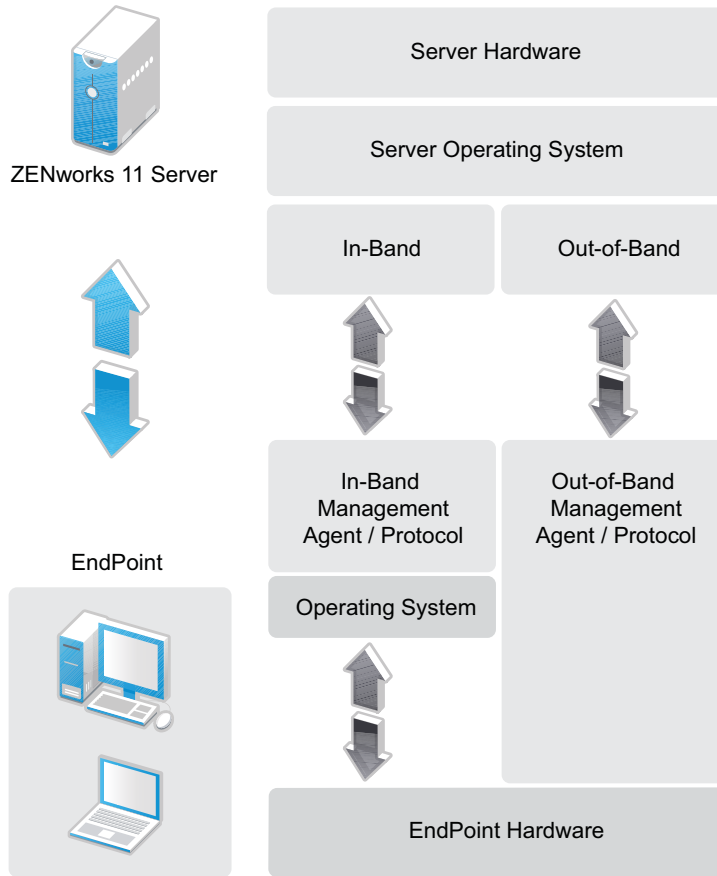 Server Hardware
Server Operating System
ZENworks 11 Server
In-Band
Out-of-Band
In-Band
Management
Agent / Protocol
Out-of-Band
Management
Agent / Protocol
EndPoint
Operating System
EndPoint Hardware